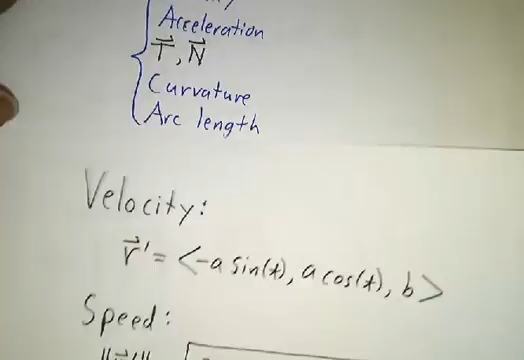 Acceleration
T⃗, N⃗
Curvature
Arc length
Velocity:
r⃗' = <-a sin(t), a cos(t), b>
Speed: